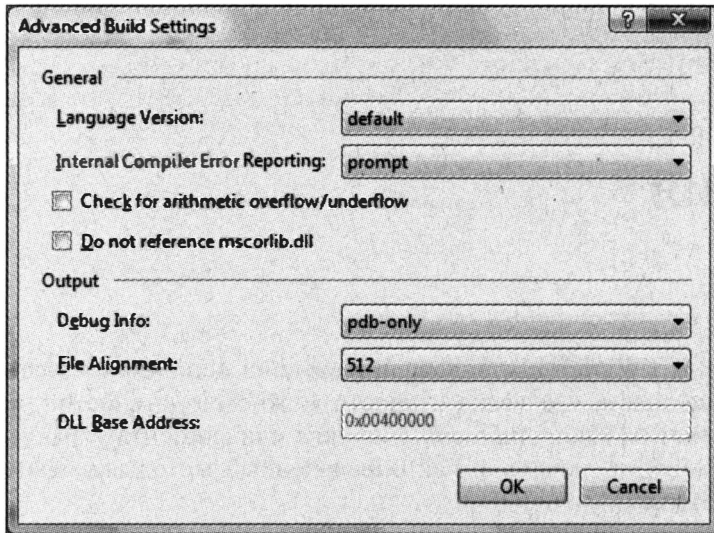 Advanced Build Settings
General
Language Version: default
Internal Compiler Error Reporting: prompt
Check for arithmetic overflow/underflow
Do not reference mscorlib.dll
Output
Debug Info: pdb-only
File Alignment: 512
DLL Base Address: 0x00400000
OK Cancel